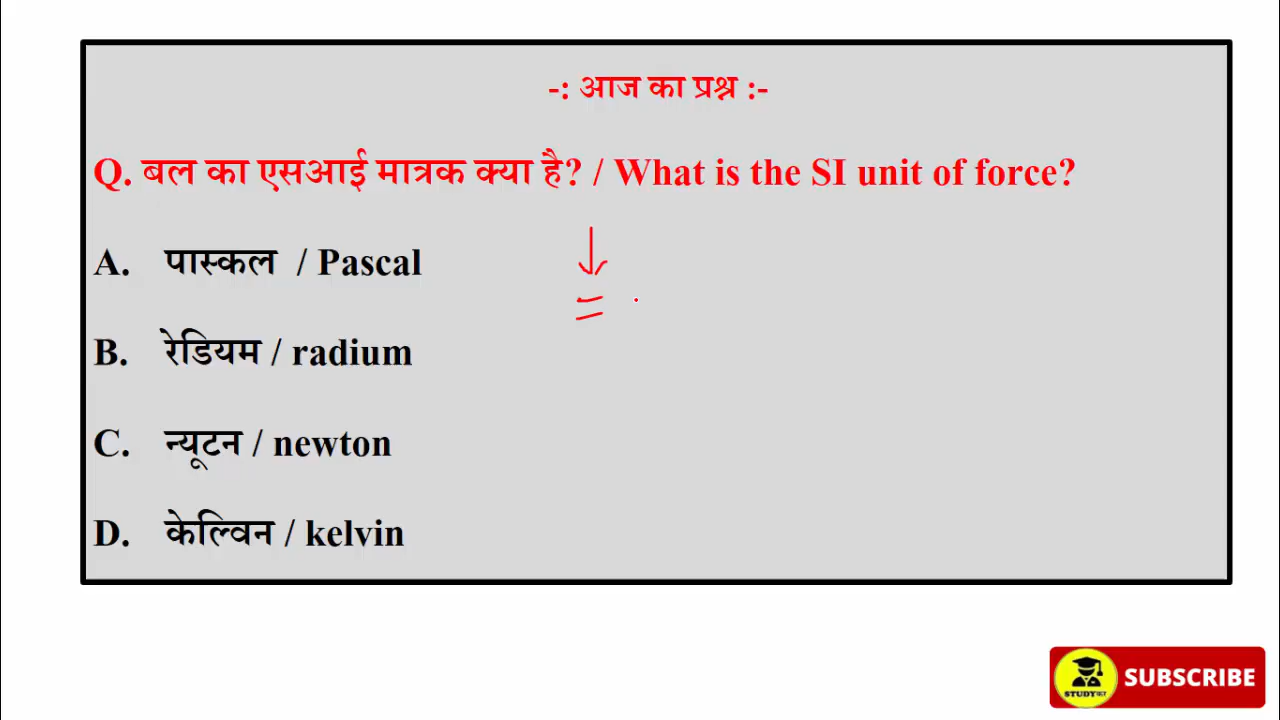 -: आज का प्रश्न :-
Q. बल का एसआई मात्रक क्या है? / What is the SI unit of force?
A. पास्कल / Pascal
B. रेडियम / radium
C. न्यूटन / newton
D. केल्विन / kelvin
SUBSCRIBE